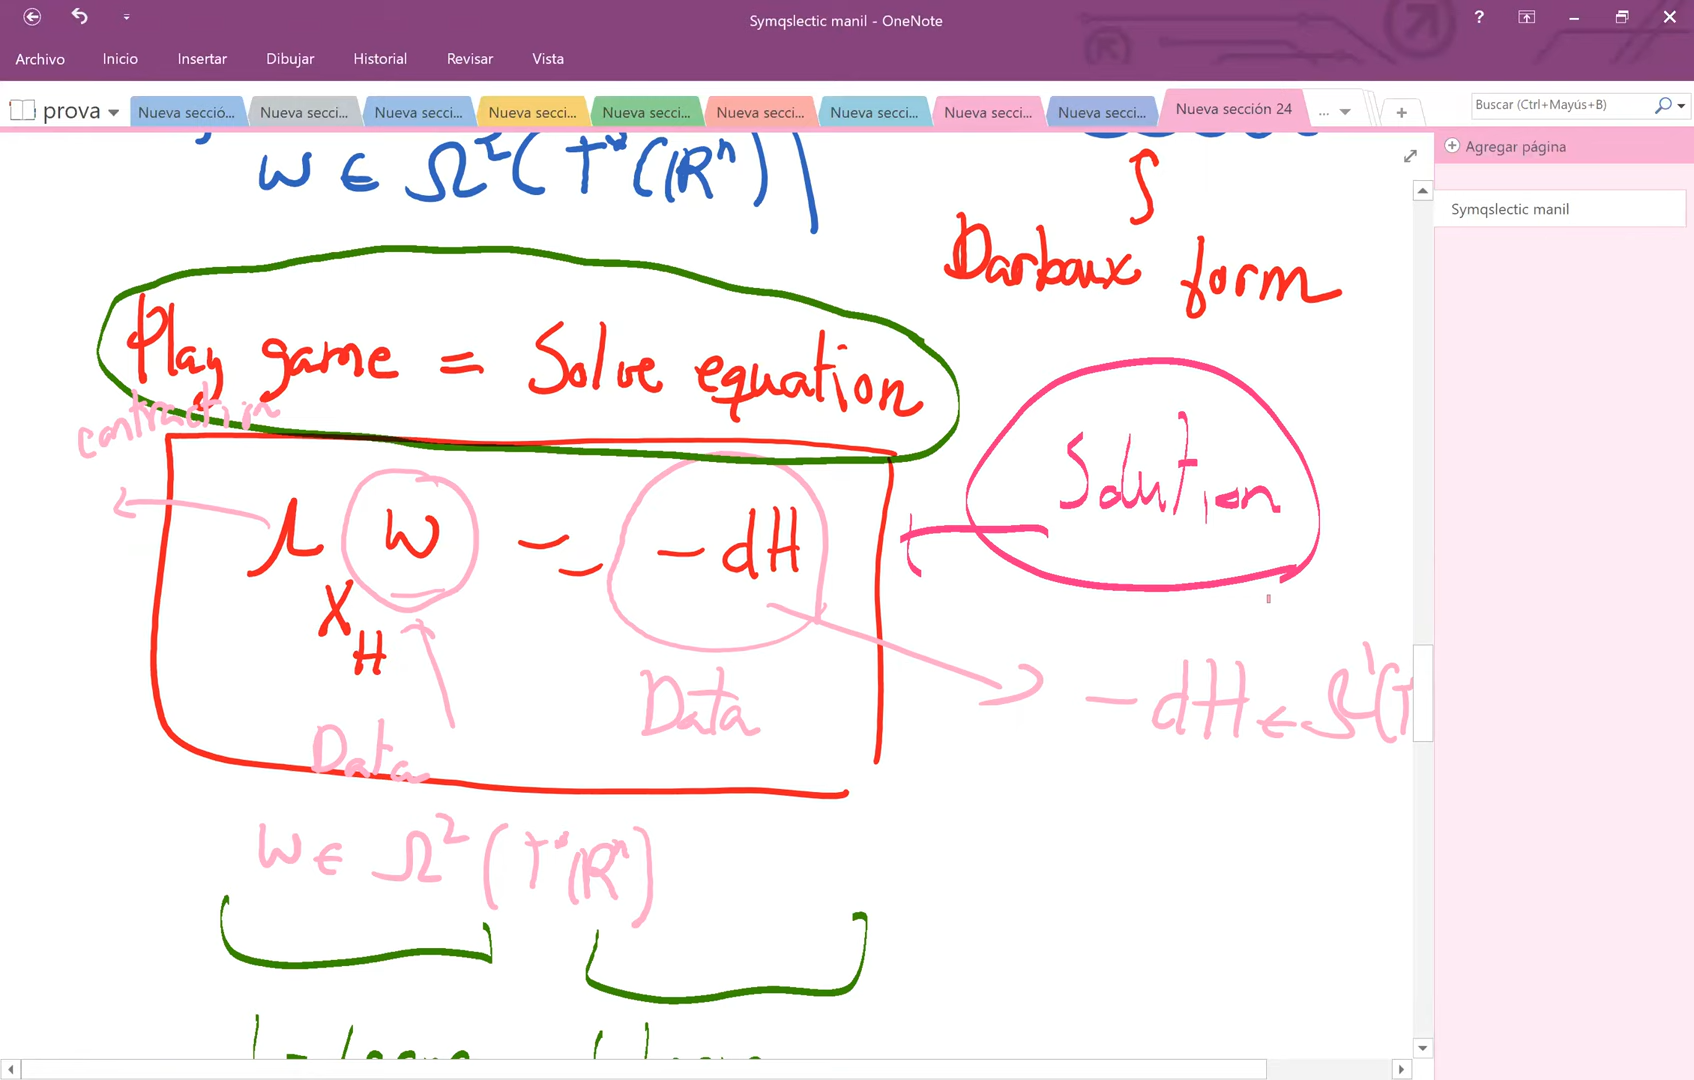 Symqslectic manil - OneNote
Archivo Inicio Insertar Dibujar Historial Revisar Vista
prova Nueva secció... Nueva secci... Nueva secci... Nueva secci... Nueva secci... Nueva secci... Nueva secci... Nueva secci... Nueva secci... Nueva sección 24 ... + Buscar (Ctrl+Mayús+B)
Agregar página
Symqslectic manil
ω ∈ Ω² (T*(ℝⁿ))
Darboux form
Play game = Solve equation
contraction
Solution
ι_{X_H} ω = -dH
Data
Data
-dH ∈ Ω¹(T
ω ∈ Ω² (T*ℝⁿ)